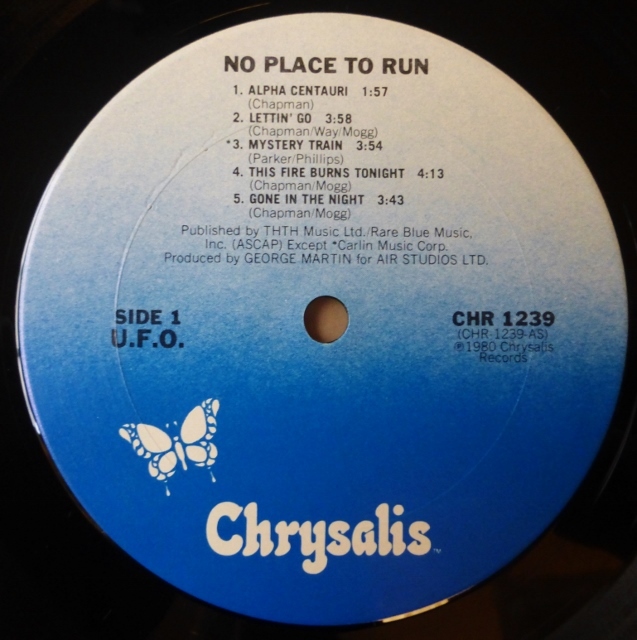 NO PLACE TO RUN
1. ALPHA CENTAURI 1:57
(Chapman)
2. LETTIN' GO 3:58
(Chapman/Way/Mogg)
*3. MYSTERY TRAIN 3:54
(Parker/Phillips)
4. THIS FIRE BURNS TONIGHT 4:13
(Chapman/Mogg)
5. GONE IN THE NIGHT 3:43
(Chapman/Mogg)
Published by THTH Music Ltd./Rare Blue Music,
Inc. (ASCAP) Except *Carlin Music Corp.
Produced by GEORGE MARTIN for AIR STUDIOS LTD.
SIDE 1
U.F.O.
CHR 1239
(CHR-1239-AS)
℗1980 Chrysalis
Records
Chrysalis™